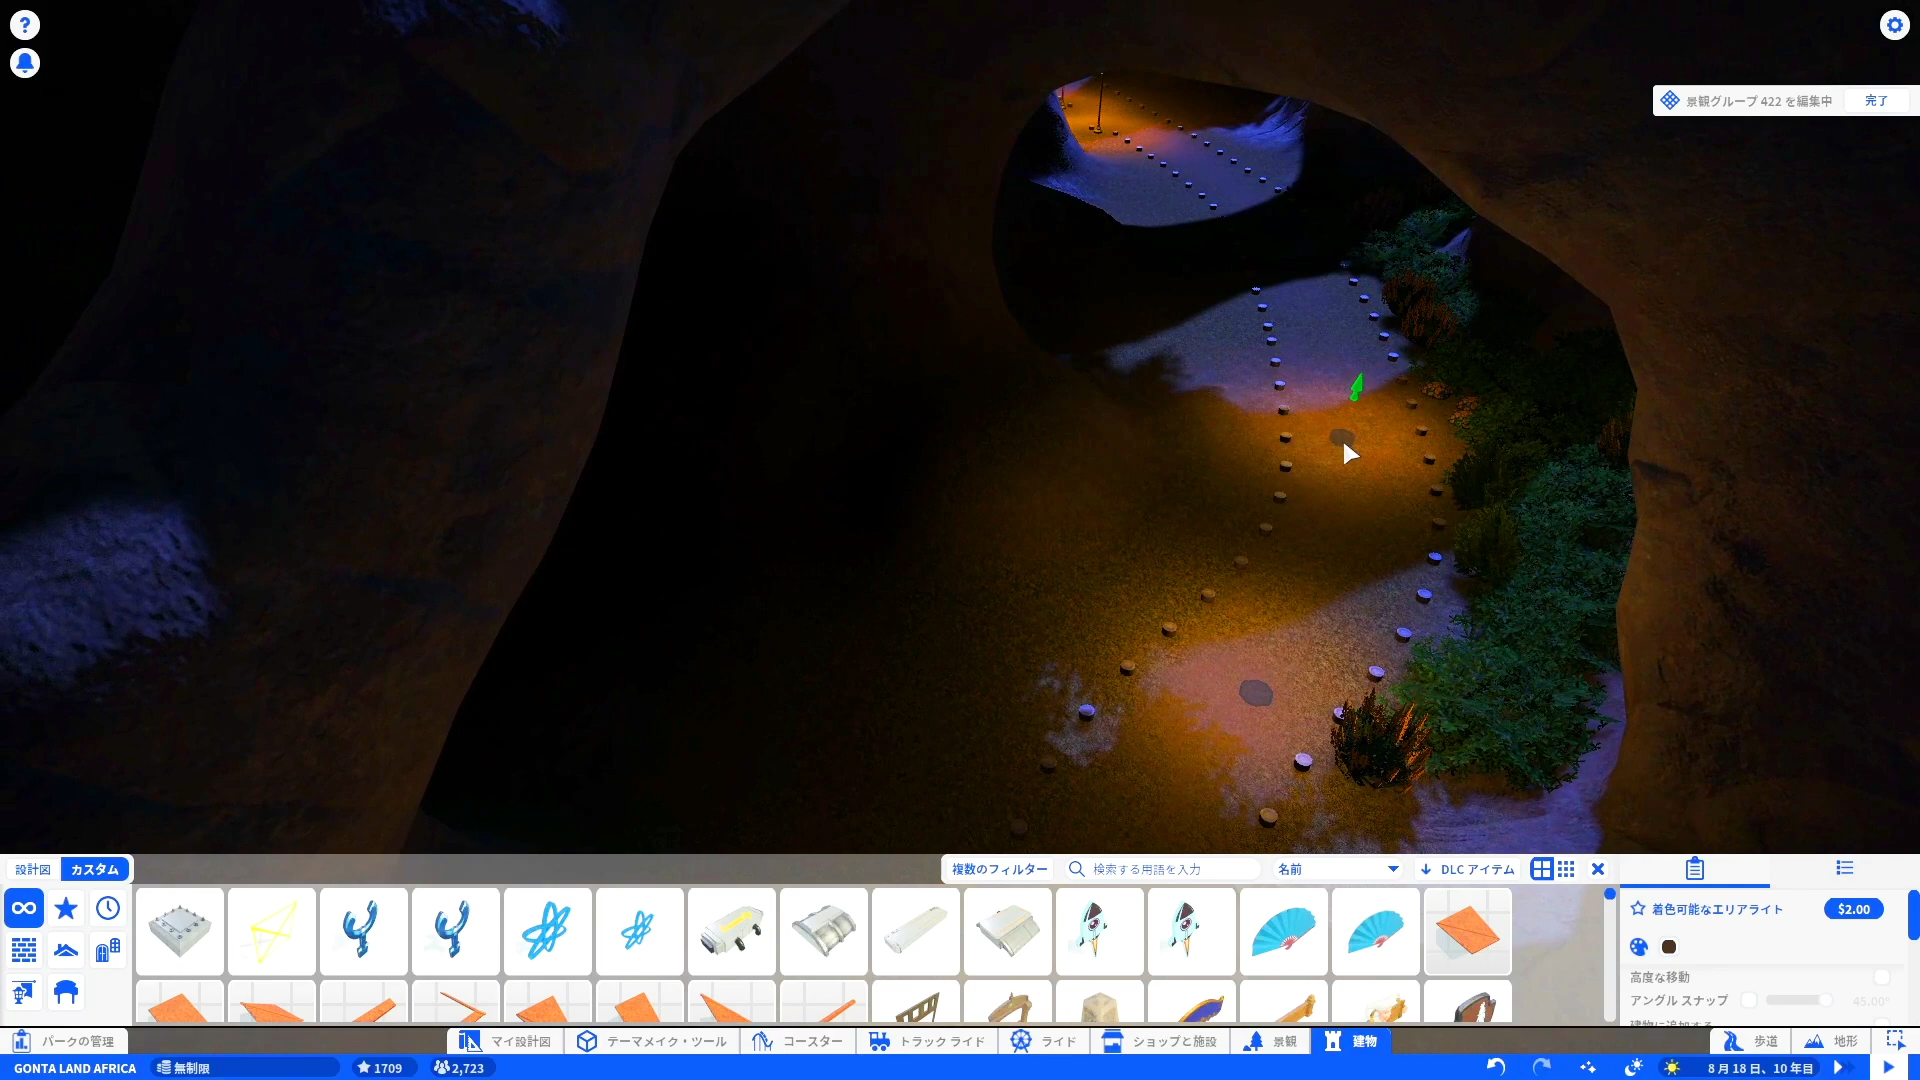 ?
景観グループ 422 を編集中
完了
設計図
カスタム
複数のフィルター
検索する用語を入力
名前
DLC アイテム
着色可能なエリアライト
$2.00
高度な移動
アングル スナップ
45.00°
パークの管理
マイ設計図
テーマメイク・ツール
コースター
トラック ライド
ライド
ショップと施設
景観
建物
歩道
地形
GONTA LAND AFRICA
無制限
1709
2,723
8 月 18 日、10 年目